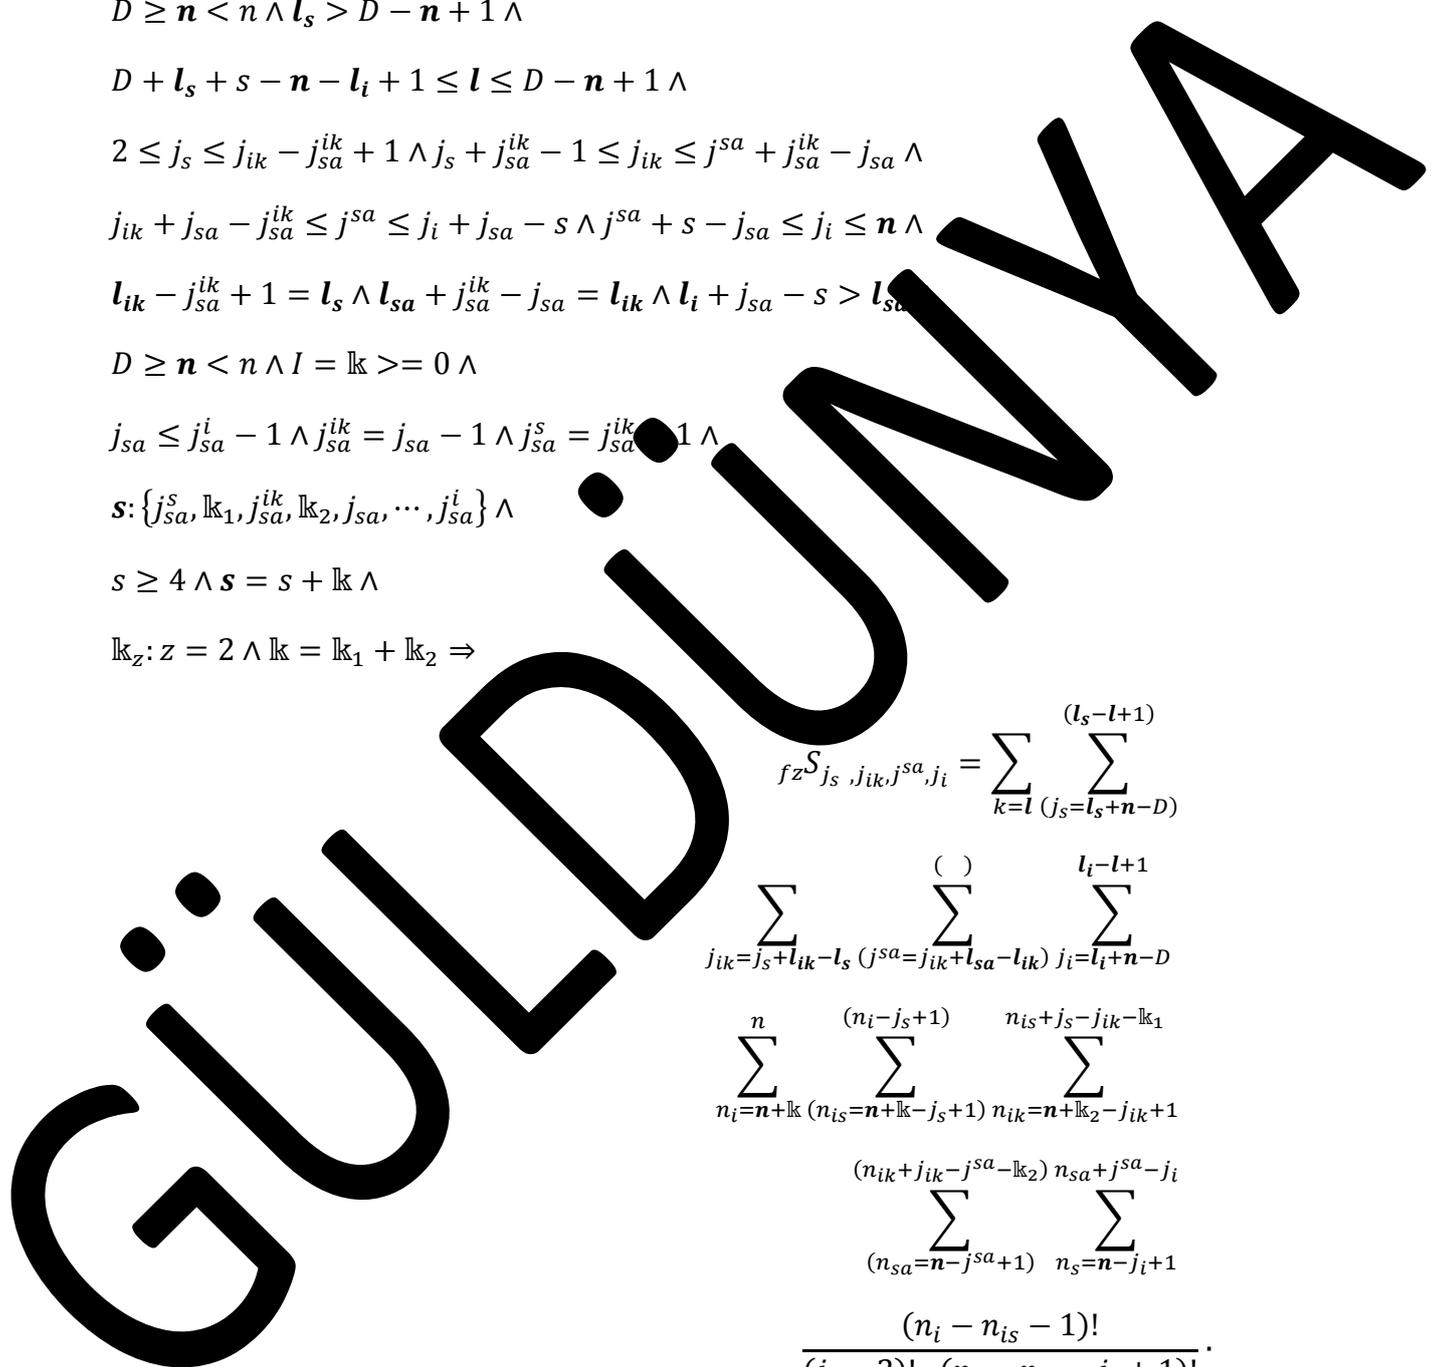 D ≥ 𝒏 < n ∧ 𝒍ₛ > D − 𝒏 + 1 ∧
D + 𝒍ₛ + s − 𝒏 − 𝒍ᵢ + 1 ≤ 𝒍 ≤ D − 𝒏 + 1 ∧
2 ≤ j_s ≤ j_{ik} − j_{sa}^{ik} + 1 ∧ j_s + j_{sa}^{ik} − 1 ≤ j_{ik} ≤ j^{sa} + j_{sa}^{ik} − j_{sa} ∧
j_{ik} + j_{sa} − j_{sa}^{ik} ≤ j^{sa} ≤ j_i + j_{sa} − s ∧ j^{sa} + s − j_{sa} ≤ j_i ≤ 𝒏 ∧
𝒍_{ik} − j_{sa}^{ik} + 1 = 𝒍_s ∧ 𝒍_{sa} + j_{sa}^{ik} − j_{sa} = 𝒍_{ik} ∧ 𝒍_i + j_{sa} − s > 𝒍_{sa}
D ≥ 𝒏 < n ∧ I = 𝕜 >= 0 ∧
j_{sa} ≤ j_{sa}^{i} − 1 ∧ j_{sa}^{ik} = j_{sa} − 1 ∧ j_{sa}^{s} = j_{sa}^{ik} 1 ∧
𝒔: {j_{sa}^{s}, 𝕜_1, j_{sa}^{ik}, 𝕜_2, j_{sa}, ⋯, j_{sa}^{i}} ∧
s ≥ 4 ∧ 𝒔 = s + 𝕜 ∧
𝕜_z: z = 2 ∧ 𝕜 = 𝕜_1 + 𝕜_2 ⇒
_{fz}S_{j_s ,j_{ik},j^{sa},j_i} = ∑_{k=𝒍} ∑_{(j_s=𝒍_s+𝒏−D)}^{(𝒍_s−𝒍+1)}
∑_{j_{ik}=j_s+𝒍_{ik}−𝒍_s} ∑_{(j^{sa}=j_{ik}+𝒍_{sa}−𝒍_{ik})}^{( )} ∑_{j_i=𝒍_i+𝒏−D}^{𝒍_i−𝒍+1}
∑_{n_i=𝒏+𝕜}^{n} ∑_{(n_{is}=𝒏+𝕜−j_s+1)}^{(n_i−j_s+1)} ∑_{n_{ik}=𝒏+𝕜_2−j_{ik}+1}^{n_{is}+j_s−j_{ik}−𝕜_1}
∑_{(n_{sa}=𝒏−j^{sa}+1)}^{(n_{ik}+j_{ik}−j^{sa}−𝕜_2)} ∑_{n_s=𝒏−j_i+1}^{n_{sa}+j^{sa}−j_i}
(n_i − n_{is} − 1)!
GÜLDÜNYA